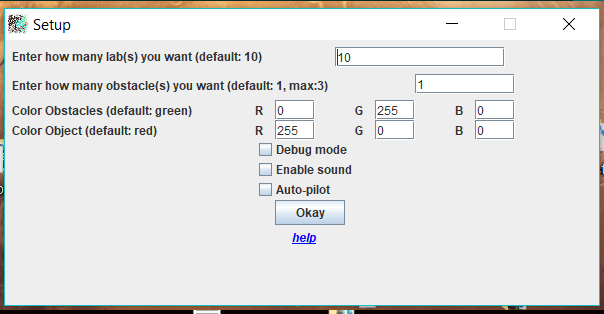 Setup
Enter how many lab(s) you want (default: 10) 10
Enter how many obstacle(s) you want (default: 1, max:3) 1
Color Obstacles (default: green) R 0 G 255 B 0
Color Object (default: red) R 255 G 0 B 0
Debug mode
Enable sound
Auto-pilot
Okay
help